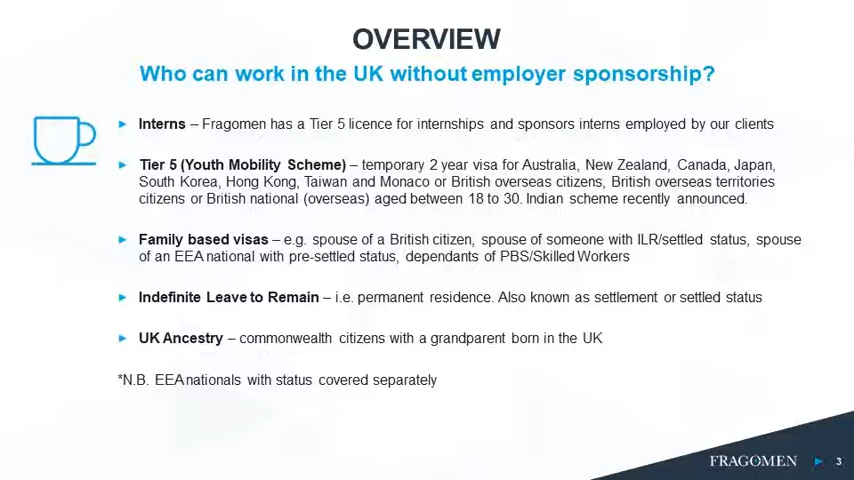 OVERVIEW
Who can work in the UK without employer sponsorship?
► Interns – Fragomen has a Tier 5 licence for internships and sponsors interns employed by our clients
► Tier 5 (Youth Mobility Scheme) – temporary 2 year visa for Australia, New Zealand, Canada, Japan,
South Korea, Hong Kong, Taiwan and Monaco or British overseas citizens, British overseas territories
citizens or British national (overseas) aged between 18 to 30. Indian scheme recently announced.
► Family based visas – e.g. spouse of a British citizen, spouse of someone with ILR/settled status, spouse
of an EEA national with pre-settled status, dependants of PBS/Skilled Workers
► Indefinite Leave to Remain – i.e. permanent residence. Also known as settlement or settled status
► UK Ancestry – commonwealth citizens with a grandparent born in the UK
*N.B. EEA nationals with status covered separately
FRAGOMEN ► 3